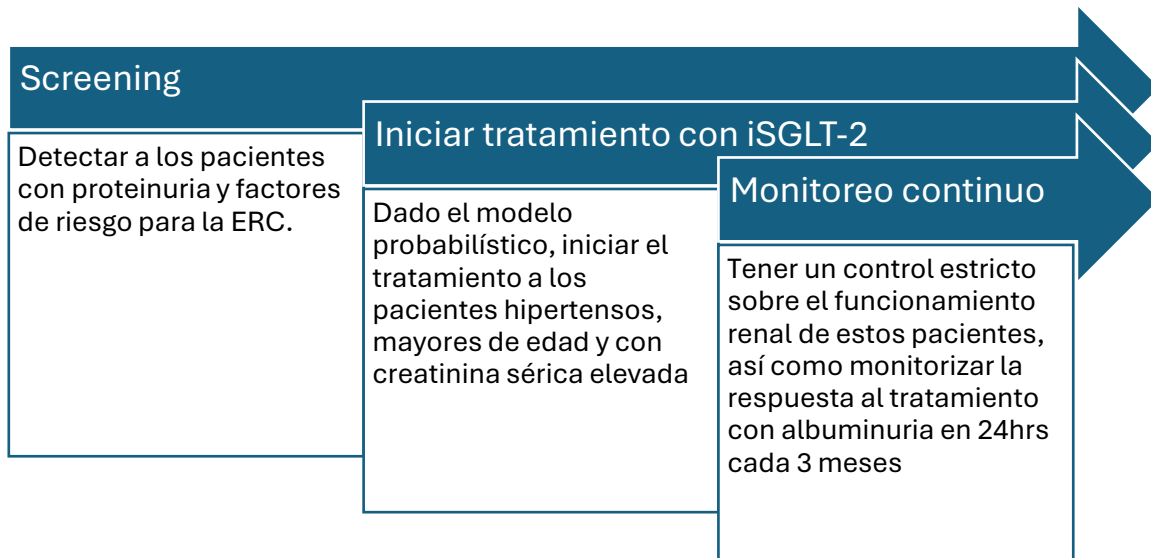 Screening
Detectar a los pacientes
con proteinuria y factores
de riesgo para la ERC.
Iniciar tratamiento con iSGLT-2
Dado el modelo
probabilístico, iniciar el
tratamiento a los
pacientes hipertensos,
mayores de edad y con
creatinina sérica elevada
Monitoreo continuo
Tener un control estricto
sobre el funcionamiento
renal de estos pacientes,
así como monitorizar la
respuesta al tratamiento
con albuminuria en 24hrs
cada 3 meses